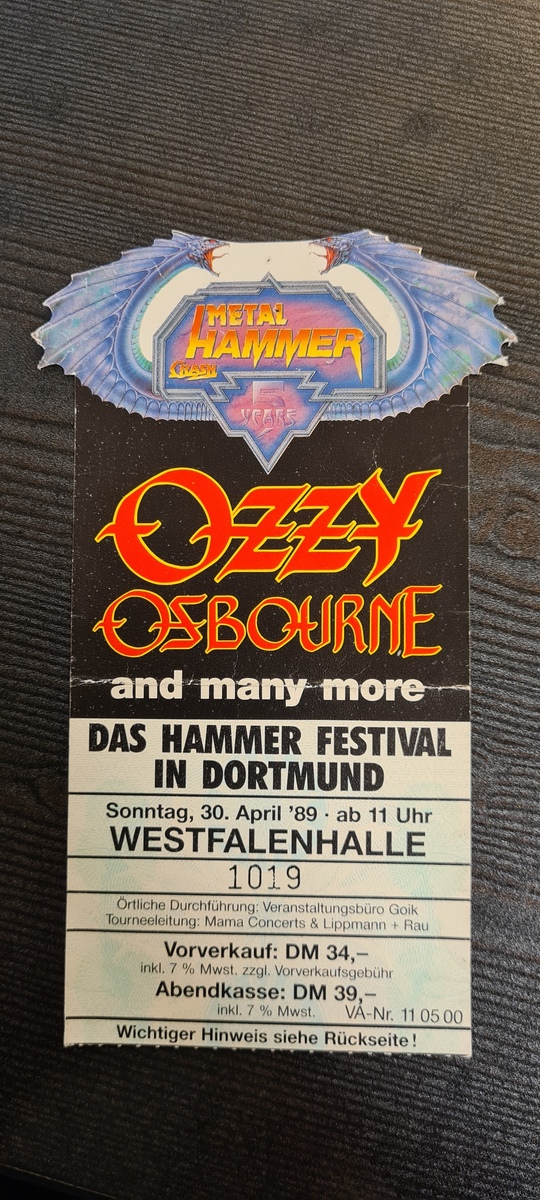 METAL
HAMMER
CRASH
5
YEARS
OZZY
OSBOURNE
and many more
DAS HAMMER FESTIVAL
IN DORTMUND
Sonntag, 30. April '89 · ab 11 Uhr
WESTFALENHALLE
1019
Örtliche Durchführung: Veranstaltungsbüro Goik
Tourneeleitung: Mama Concerts & Lippmann + Rau
Vorverkauf: DM 34,–
inkl. 7 % Mwst. zzgl. Vorverkaufsgebühr
Abendkasse: DM 39,–
inkl. 7 % Mwst. VA-Nr. 11 05 00
Wichtiger Hinweis siehe Rückseite!